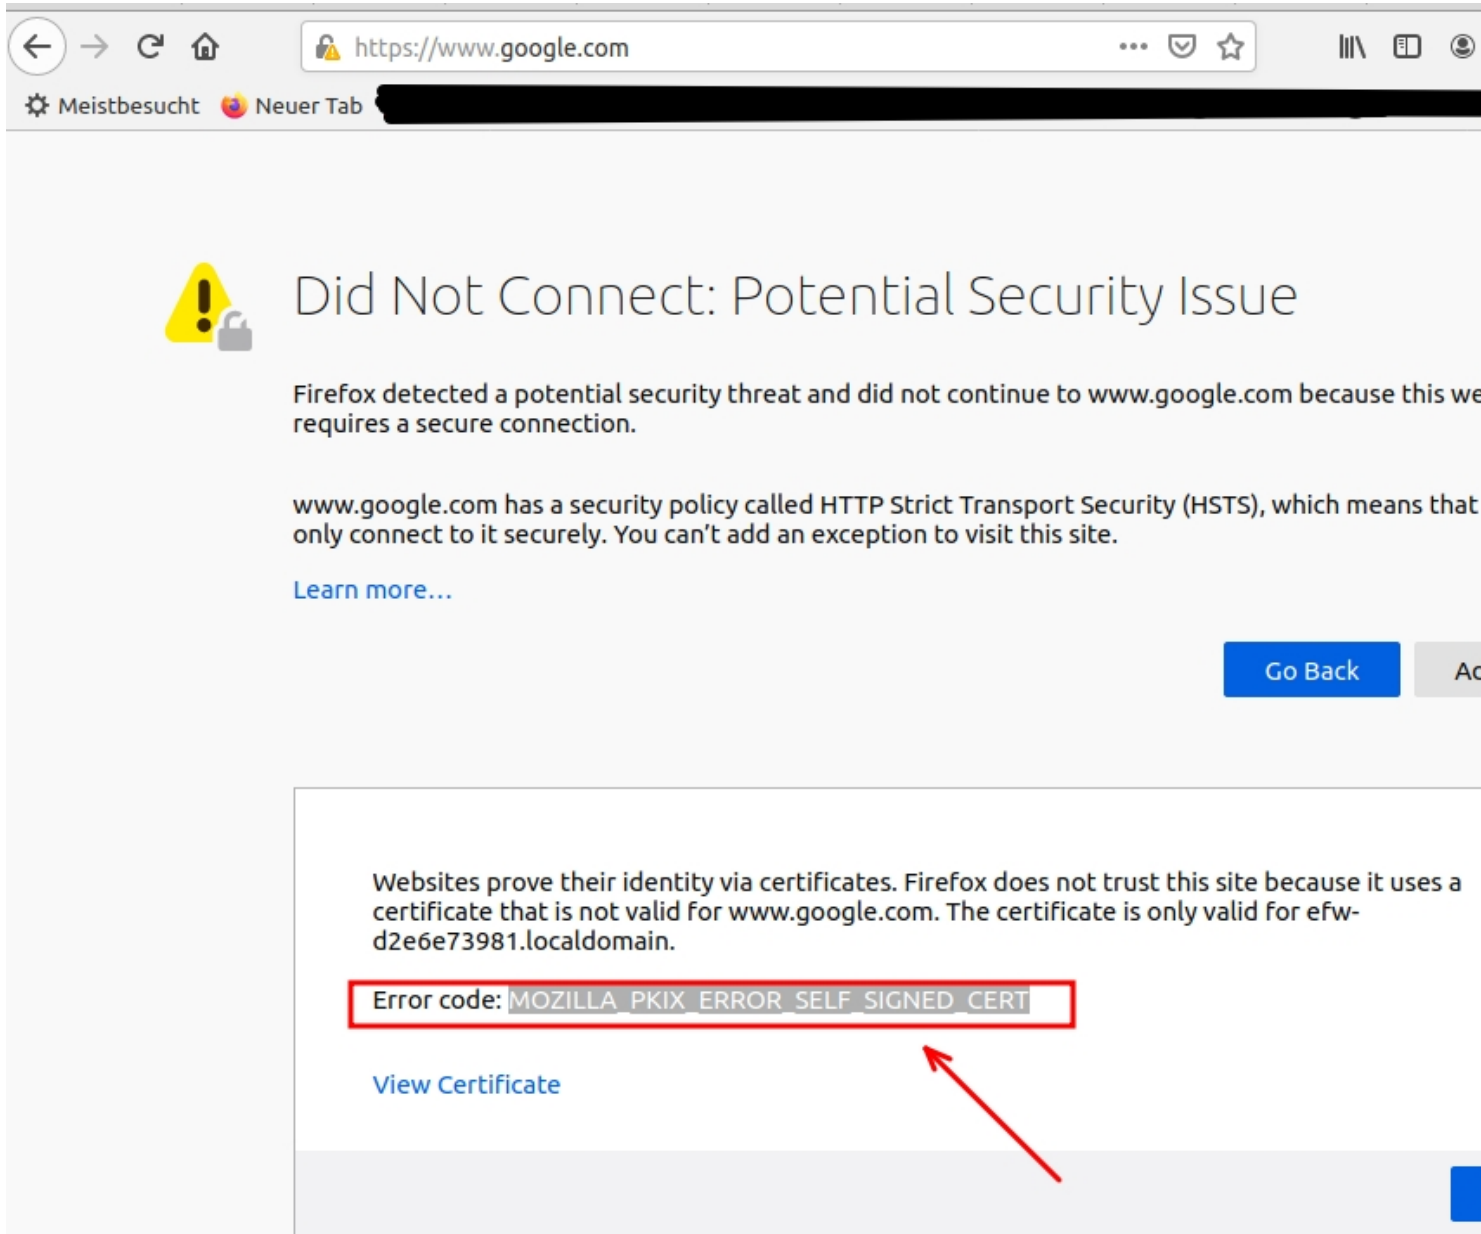 https://www.google.com
Meistbesucht Neuer Tab
Did Not Connect: Potential Security Issue
Firefox detected a potential security threat and did not continue to www.google.com because this we
requires a secure connection.
www.google.com has a security policy called HTTP Strict Transport Security (HSTS), which means that
only connect to it securely. You can’t add an exception to visit this site.
Learn more…
Go Back
Websites prove their identity via certificates. Firefox does not trust this site because it uses a
certificate that is not valid for www.google.com. The certificate is only valid for efw-
d2e6e73981.localdomain.
Error code: MOZILLA_PKIX_ERROR_SELF_SIGNED_CERT
View Certificate